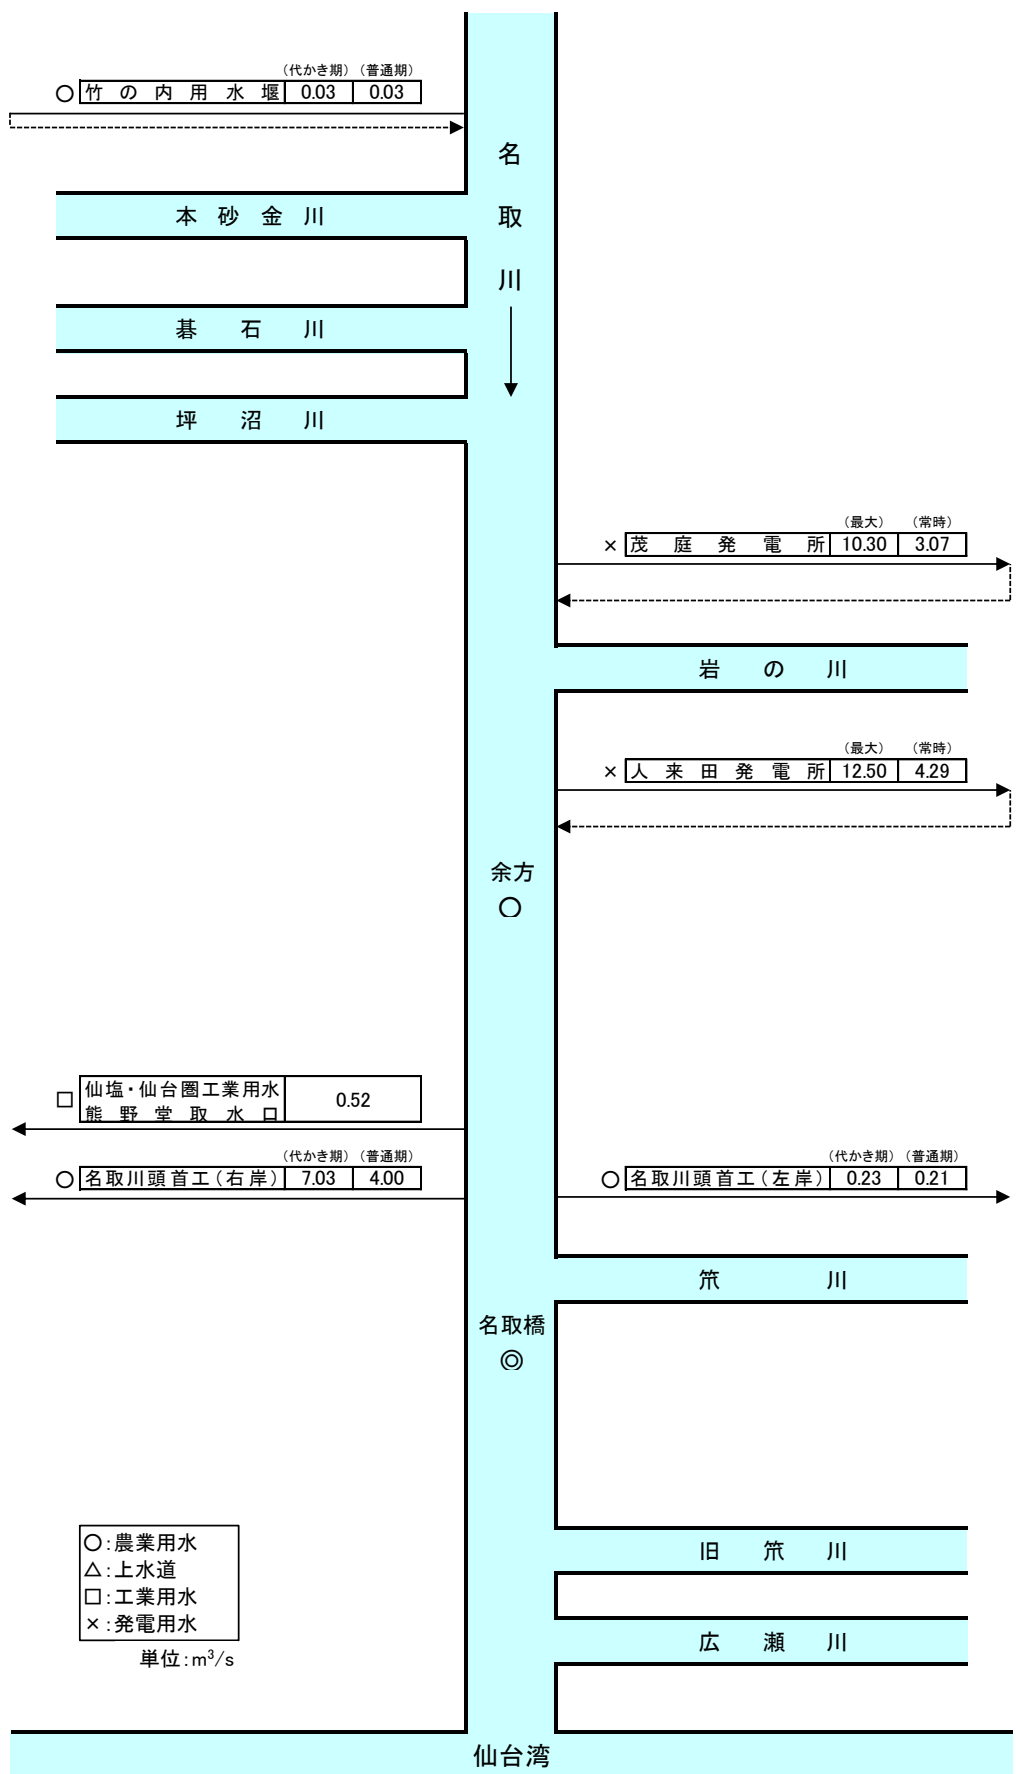 (代かき期) (普通期)
○ 竹の内用水堰 0.03 0.03
名取川
本砂金川
碁石川
坪沼川
(最大) (常時)
× 茂庭発電所 10.30 3.07
岩の川
(最大) (常時)
× 人来田発電所 12.50 4.29
余方
○
□ 仙塩・仙台圏工業用水
熊野堂取水口 0.52
(代かき期) (普通期)
○ 名取川頭首工(右岸) 7.03 4.00
(代かき期) (普通期)
○ 名取川頭首工(左岸) 0.23 0.21
笊川
名取橋
◎
旧笊川
広瀬川
○:農業用水
△:上水道
□:工業用水
×:発電用水
単位:m³/s
仙台湾